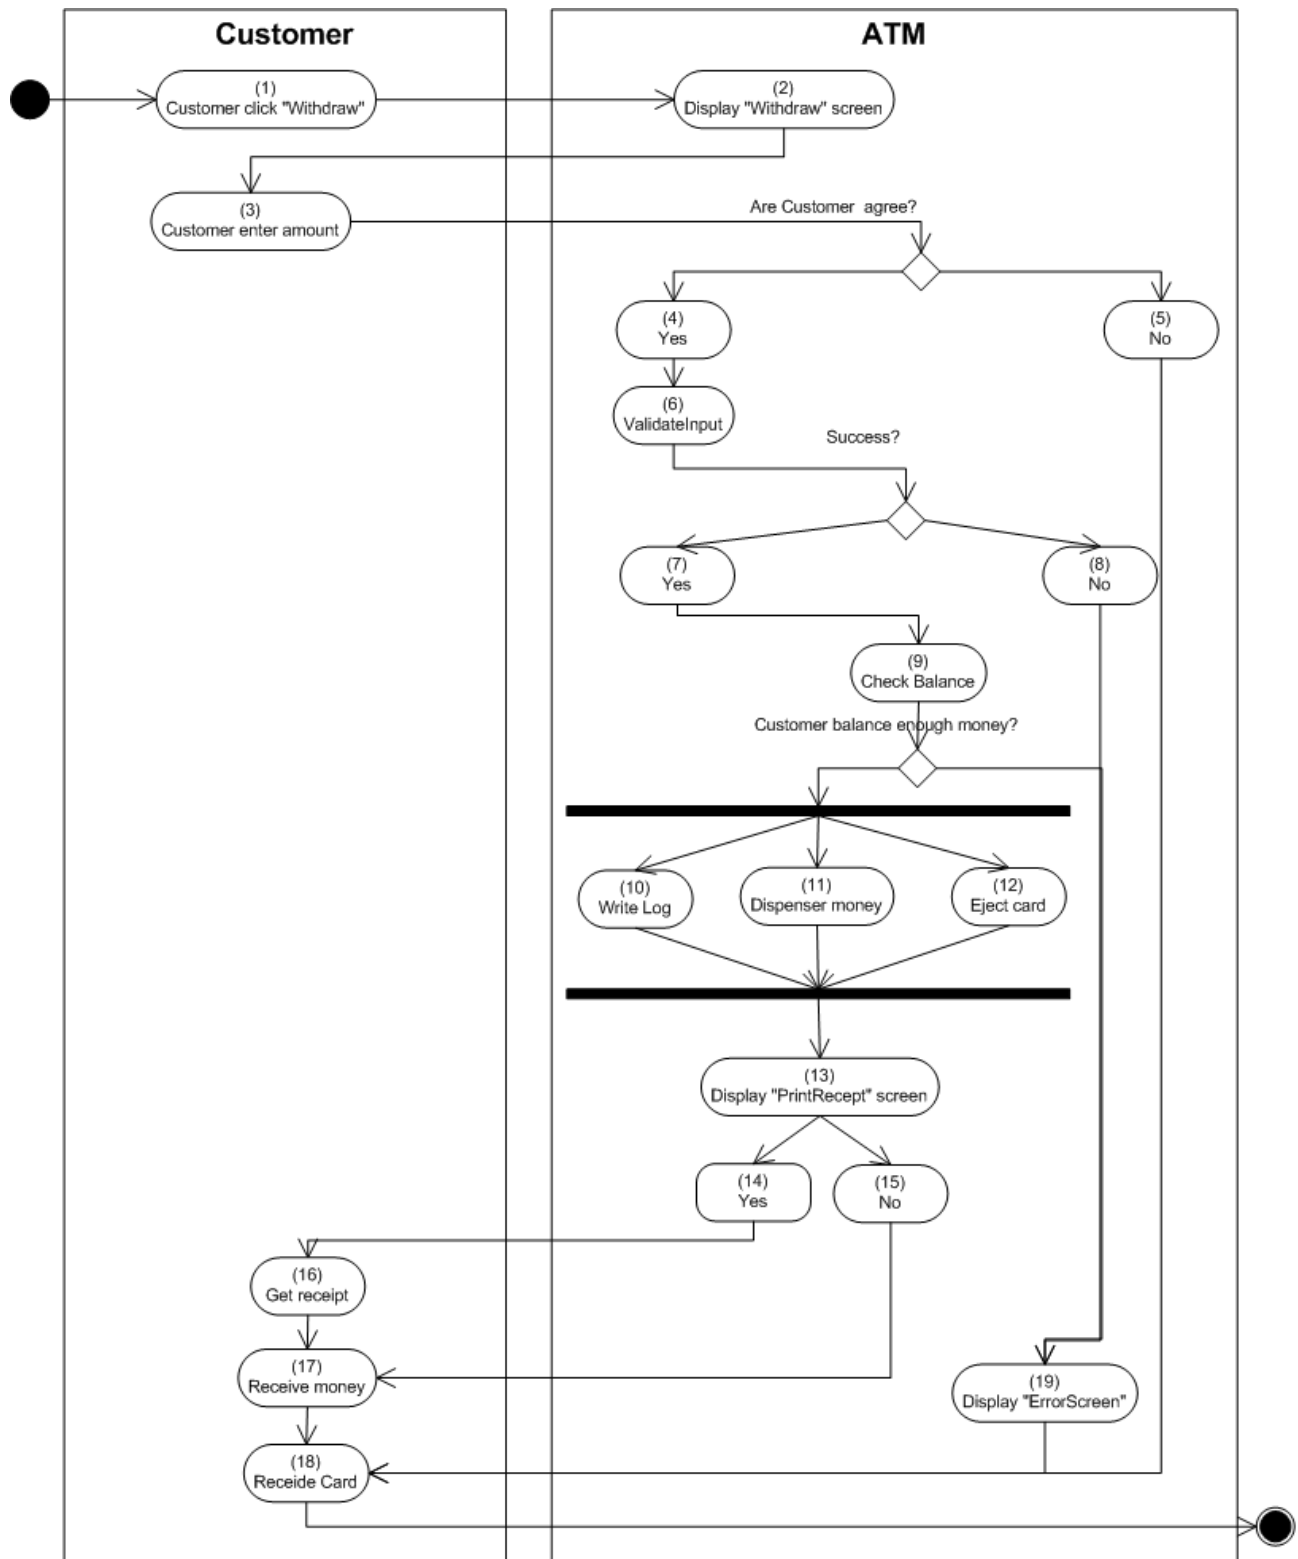 Customer
ATM
(1)
Customer click "Withdraw"
(2)
Display "Withdraw" screen
(3)
Customer enter amount
Are Customer  agree?
(4)
Yes
(5)
No
(6)
ValidateInput
Success?
(7)
Yes
(8)
No
(9)
Check Balance
Customer balance enough money?
(10)
Write Log
(11)
Dispenser money
(12)
Eject card
(13)
Display "PrintRecept" screen
(14)
Yes
(15)
No
(16)
Get receipt
(17)
Receive money
(19)
Display "ErrorScreen"
(18)
Receide Card